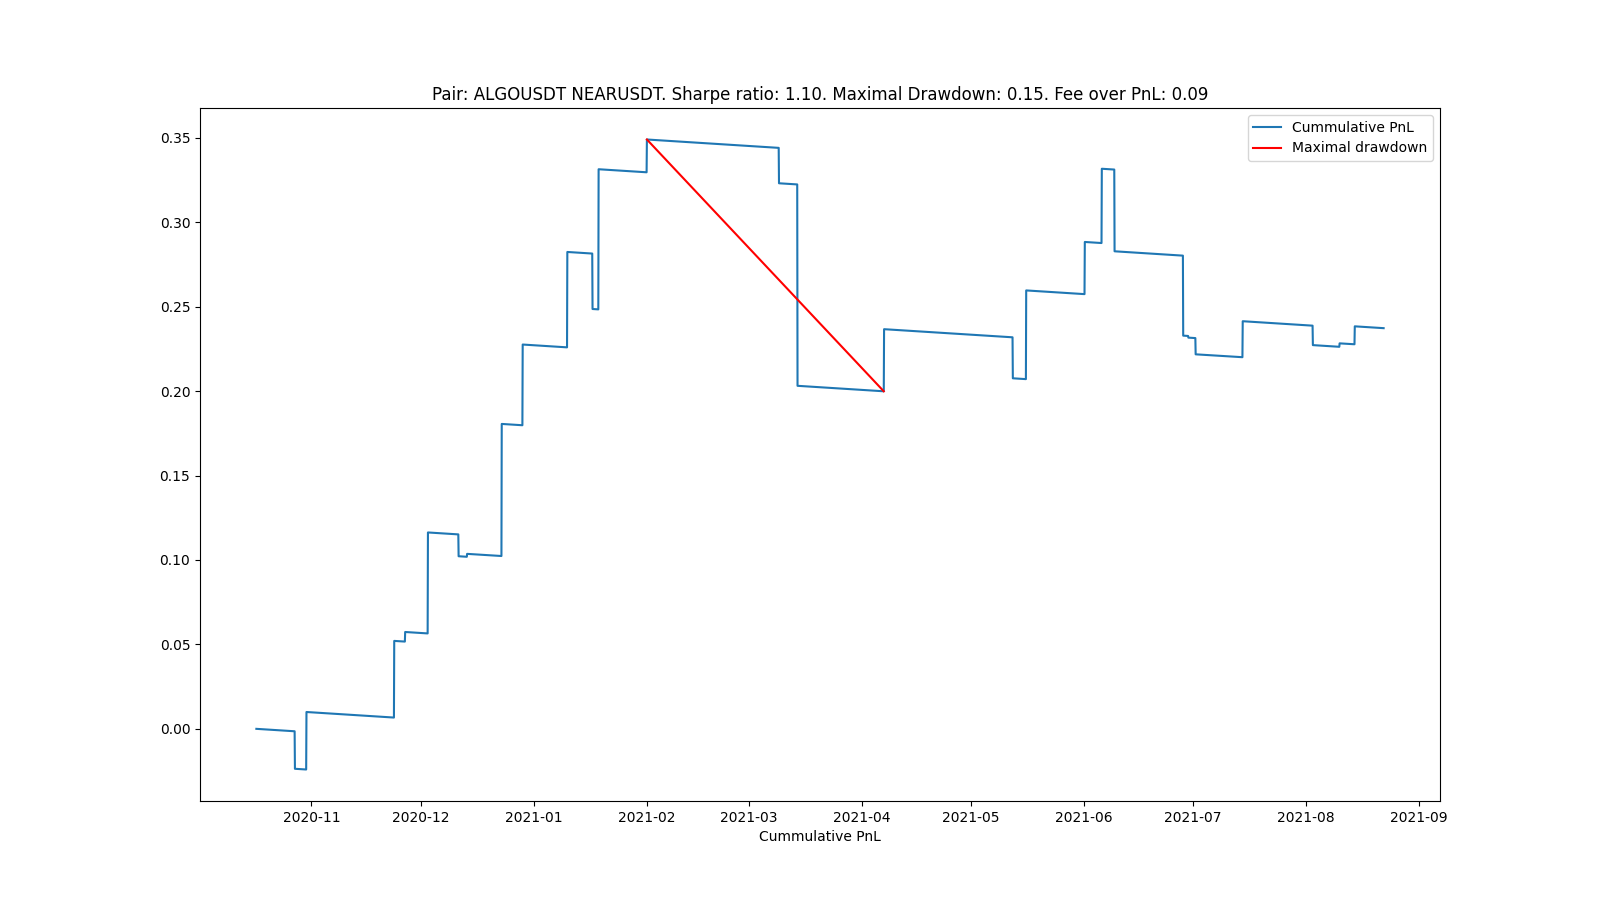 Pair: ALGOUSDT NEARUSDT. Sharpe ratio: 1.10. Maximal Drawdown: 0.15. Fee over PnL: 0.09
Cummulative PnL
Maximal drawdown
0.35
0.30
0.25
0.20
0.15
0.10
0.05
0.00
2020-11 2020-12 2021-01 2021-02 2021-03 2021-04 2021-05 2021-06 2021-07 2021-08 2021-09
Cummulative PnL